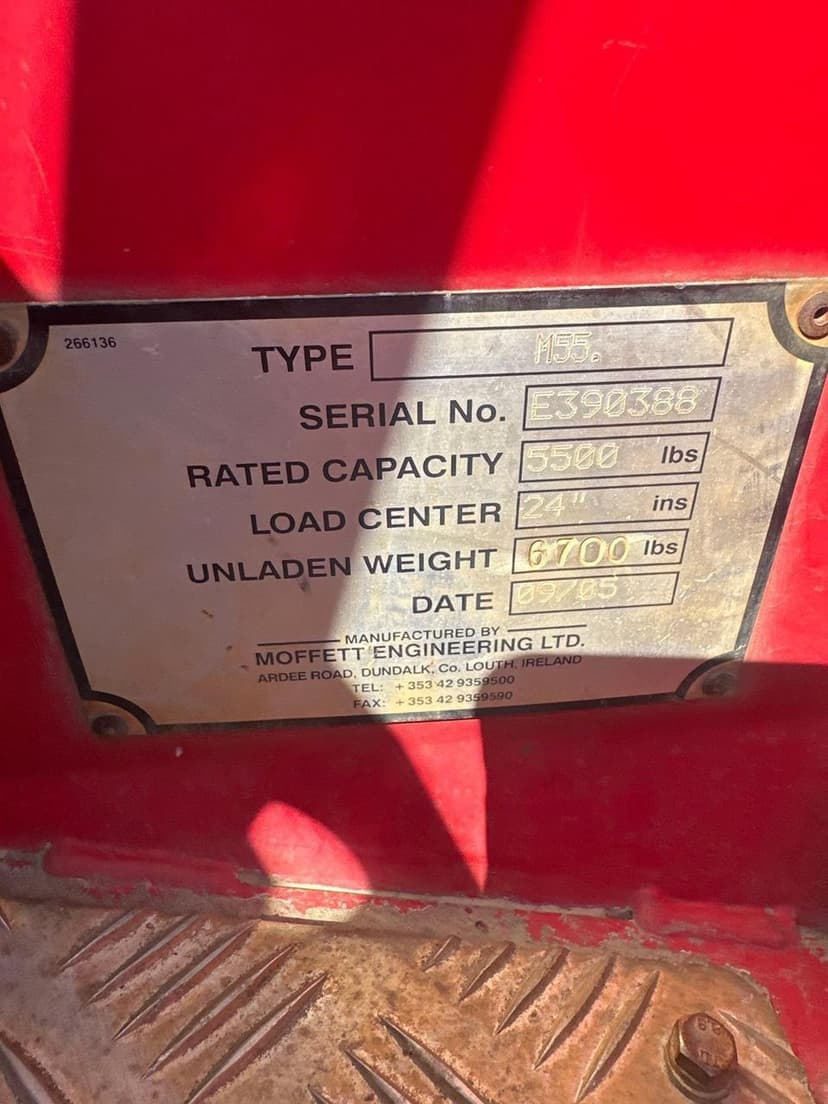 266136
TYPE M55.
SERIAL No. E390388
RATED CAPACITY 5500 lbs
LOAD CENTER 24" ins
UNLADEN WEIGHT 6700 lbs
DATE 09/05
MANUFACTURED BY
MOFFETT ENGINEERING LTD.
ARDEE ROAD, DUNDALK, Co. LOUTH, IRELAND
TEL: +353 42 9359500
FAX: +353 42 9359590